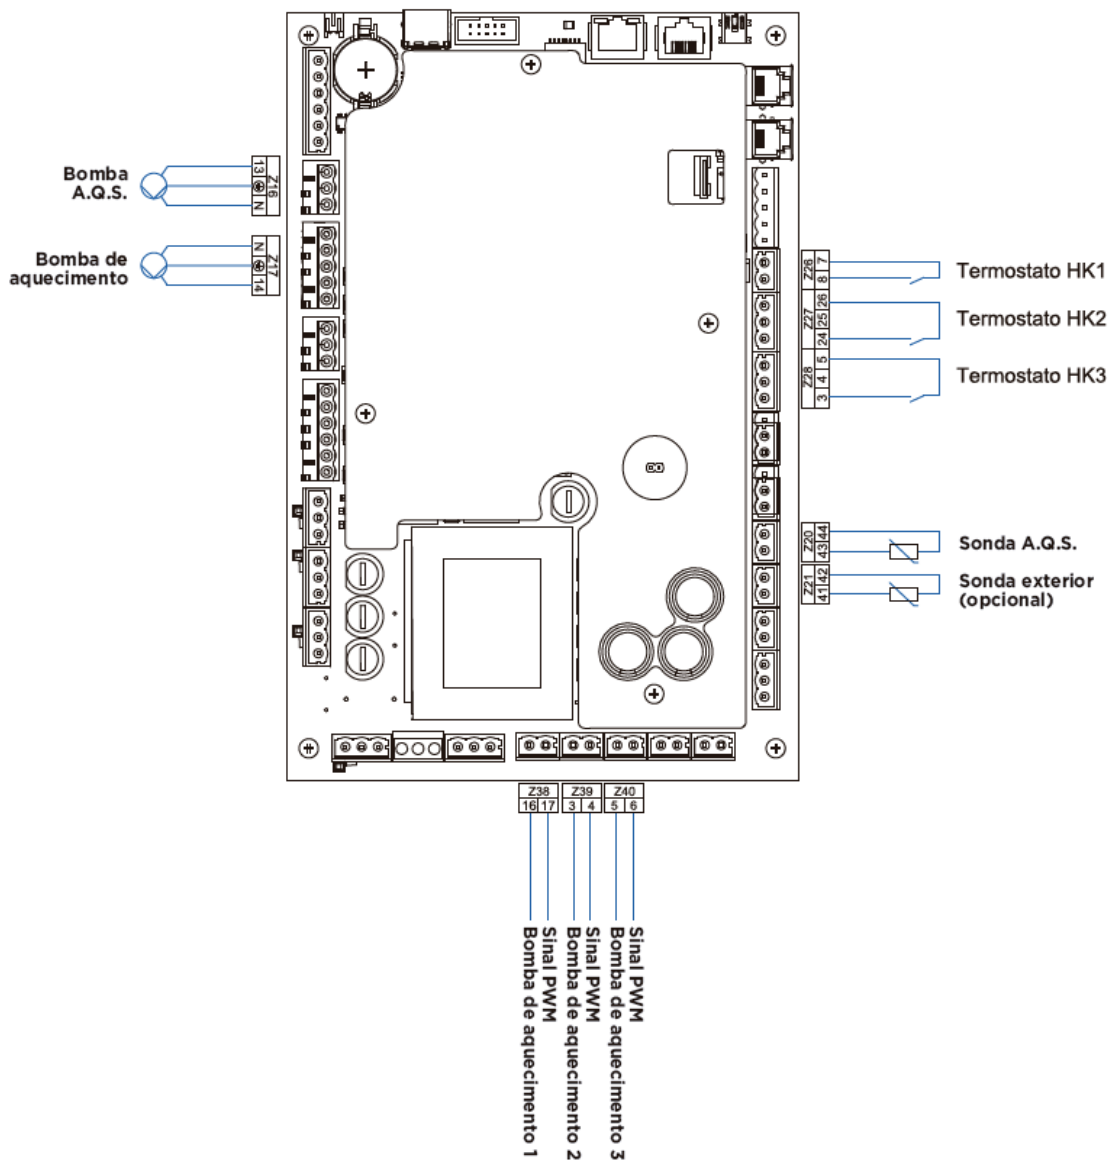 Bomba
A.Q.S.
13
N
Z16
Bomba de
aquecimento
N
14
Z17
Z26
7
8
Termostato HK1
Z27
26
25
24
Termostato HK2
Z28
5
4
3
Termostato HK3
Z20
44
43
Sonda A.Q.S.
Z21
42
41
Sonda exterior
(opcional)
Z38
16 17
Z39
3 4
Z40
5 6
Sinal PWM
Bomba de aquecimento 1
Sinal PWM
Bomba de aquecimento 2
Sinal PWM
Bomba de aquecimento 3